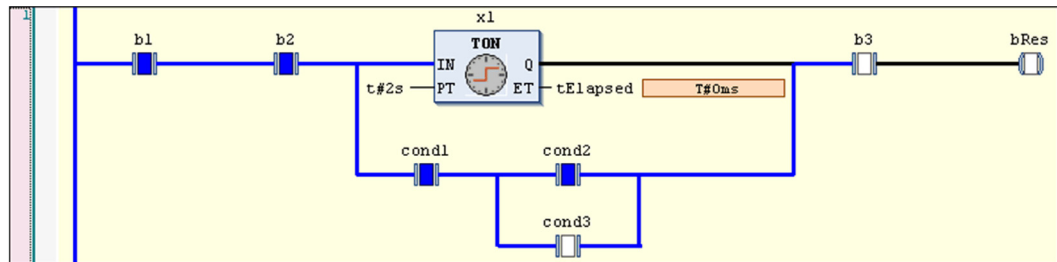 1
x1
b1 b2 TON b3 bRes
IN Q
t#2s PT ET tElapsed T#0ms
cond1 cond2
cond3